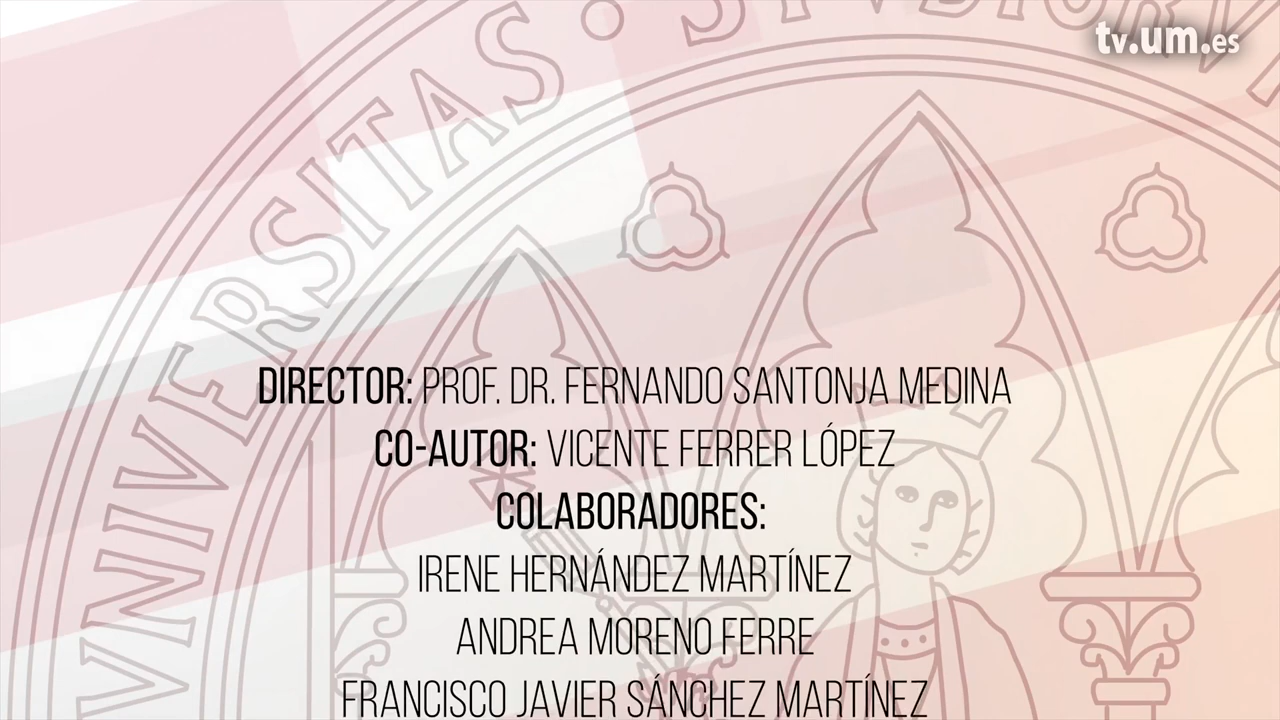 tv.um.es
VNIVERSITAS
DIRECTOR: PROF. DR. FERNANDO SANTONJA MEDINA
CO-AUTOR: VICENTE FERRER LÓPEZ
COLABORADORES:
IRENE HERNÁNDEZ MARTÍNEZ
ANDREA MORENO FERRE
FRANCISCO JAVIER SÁNCHEZ MARTÍNEZ